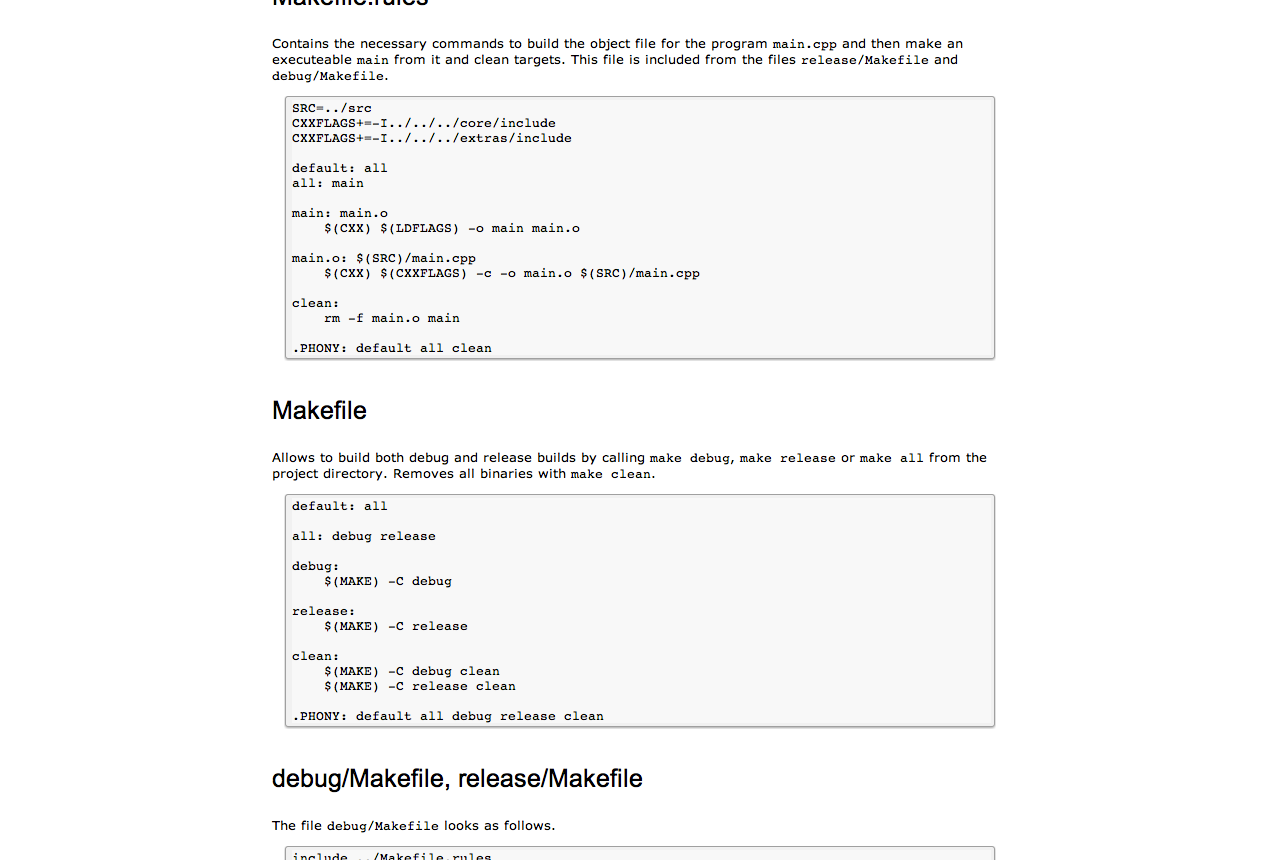 Makefile.rules
Contains the necessary commands to build the object file for the program main.cpp and then make an
executeable main from it and clean targets. This file is included from the files release/Makefile and
debug/Makefile.
SRC=../src
CXXFLAGS+=-I../../../core/include
CXXFLAGS+=-I../../../extras/include
default: all
all: main
main: main.o
$(CXX) $(LDFLAGS) -o main main.o
main.o: $(SRC)/main.cpp
$(CXX) $(CXXFLAGS) -c -o main.o $(SRC)/main.cpp
clean:
rm -f main.o main
.PHONY: default all clean
Makefile
Allows to build both debug and release builds by calling make debug, make release or make all from the
project directory. Removes all binaries with make clean.
default: all
all: debug release
debug:
$(MAKE) -C debug
release:
$(MAKE) -C release
clean:
$(MAKE) -C debug clean
$(MAKE) -C release clean
.PHONY: default all debug release clean
debug/Makefile, release/Makefile
The file debug/Makefile looks as follows.
include ../Makefile.rules